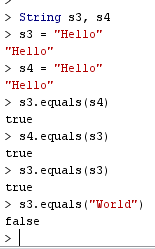 > String s3, s4
> s3 = "Hello"
"Hello"
> s4 = "Hello"
"Hello"
> s3.equals(s4)
true
> s4.equals(s3)
true
> s3.equals(s3)
true
> s3.equals("World")
false
>